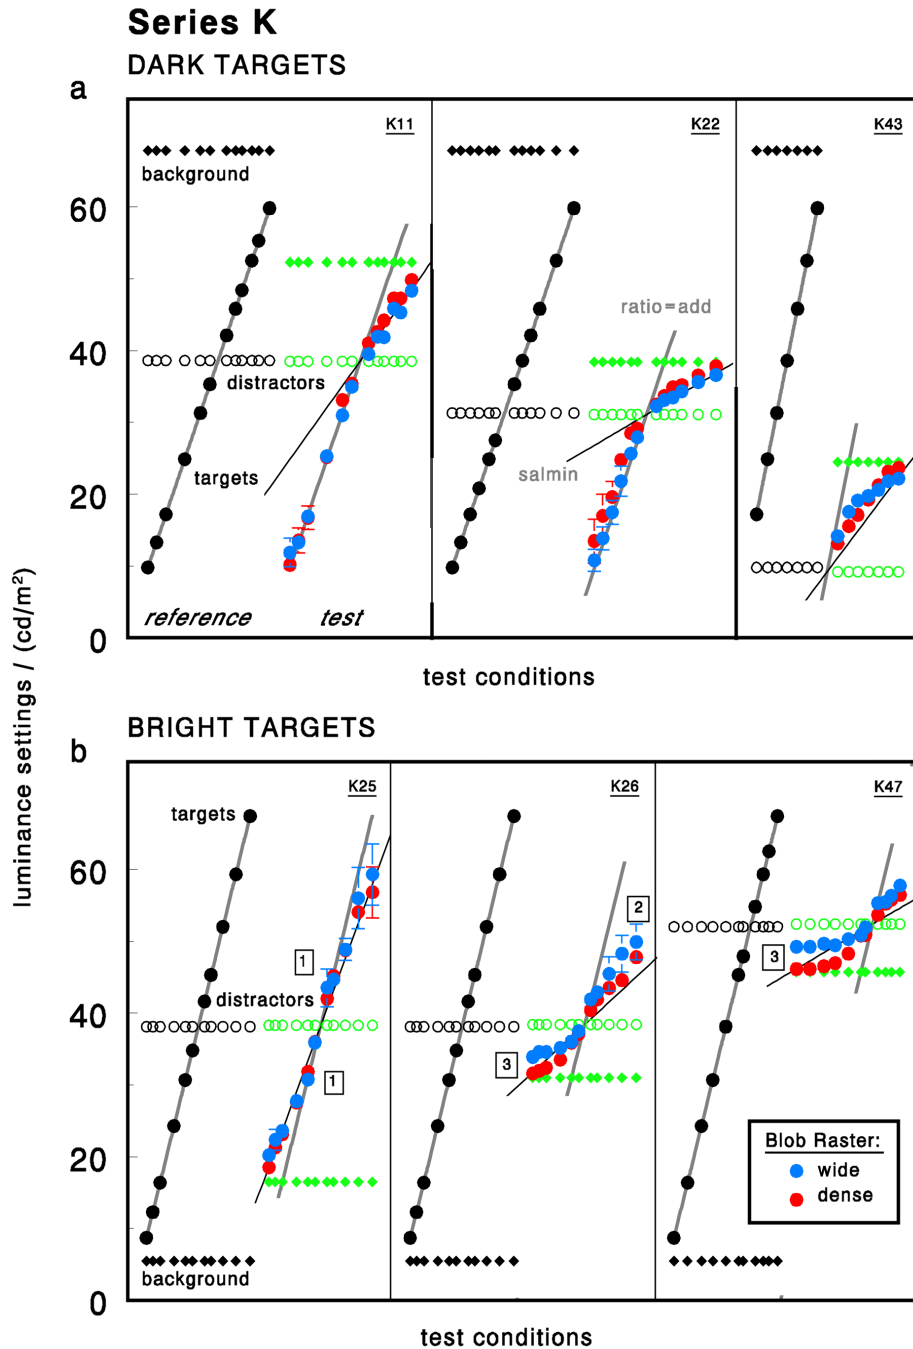 Series K
DARK TARGETS
a
K11
K22
K43
background
60
ratio=add
40
distractors
targets
salmin
20
reference
test
0
test conditions
luminance settings / (cd/m²)
BRIGHT TARGETS
b
K25
K26
K47
targets
60
2
1
3
distractors
40
3
1
20
Blob Raster:
wide
dense
background
0
test conditions